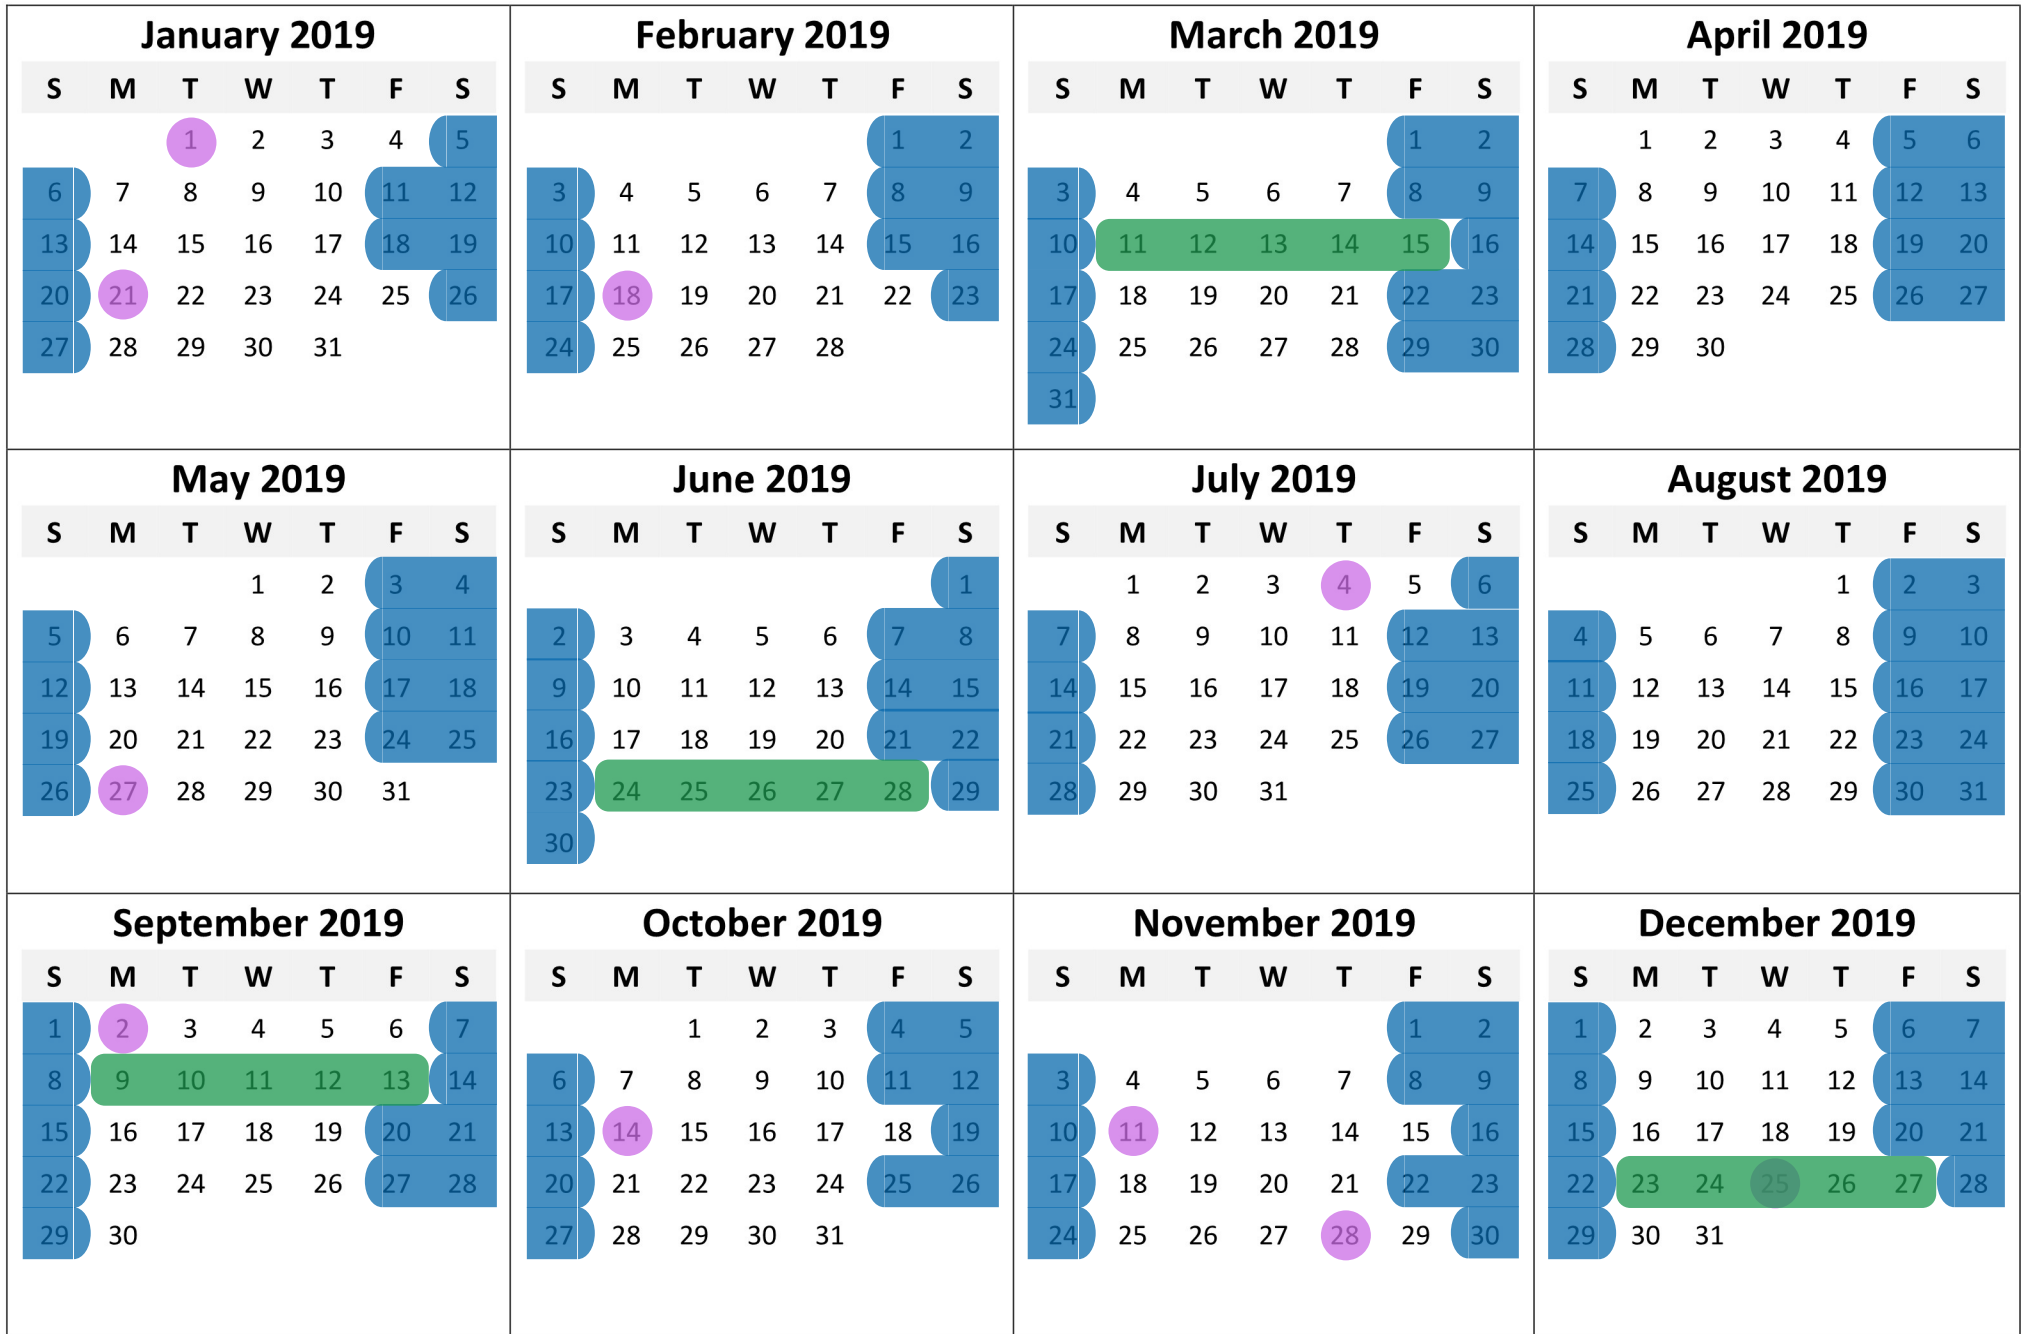 January 2019
S M T W T F S
1 2 3 4 5
6 7 8 9 10 11 12
13 14 15 16 17 18 19
20 21 22 23 24 25 26
27 28 29 30 31
February 2019
S M T W T F S
1 2
3 4 5 6 7 8 9
10 11 12 13 14 15 16
17 18 19 20 21 22 23
24 25 26 27 28
March 2019
S M T W T F S
1 2
3 4 5 6 7 8 9
10 11 12 13 14 15 16
17 18 19 20 21 22 23
24 25 26 27 28 29 30
31
April 2019
S M T W T F S
1 2 3 4 5 6
7 8 9 10 11 12 13
14 15 16 17 18 19 20
21 22 23 24 25 26 27
28 29 30
May 2019
S M T W T F S
1 2 3 4
5 6 7 8 9 10 11
12 13 14 15 16 17 18
19 20 21 22 23 24 25
26 27 28 29 30 31
June 2019
S M T W T F S
1
2 3 4 5 6 7 8
9 10 11 12 13 14 15
16 17 18 19 20 21 22
23 24 25 26 27 28 29
30
July 2019
S M T W T F S
1 2 3 4 5 6
7 8 9 10 11 12 13
14 15 16 17 18 19 20
21 22 23 24 25 26 27
28 29 30 31
August 2019
S M T W T F S
1 2 3
4 5 6 7 8 9 10
11 12 13 14 15 16 17
18 19 20 21 22 23 24
25 26 27 28 29 30 31
September 2019
S M T W T F S
1 2 3 4 5 6 7
8 9 10 11 12 13 14
15 16 17 18 19 20 21
22 23 24 25 26 27 28
29 30
October 2019
S M T W T F S
1 2 3 4 5
6 7 8 9 10 11 12
13 14 15 16 17 18 19
20 21 22 23 24 25 26
27 28 29 30 31
November 2019
S M T W T F S
1 2
3 4 5 6 7 8 9
10 11 12 13 14 15 16
17 18 19 20 21 22 23
24 25 26 27 28 29 30
December 2019
S M T W T F S
1 2 3 4 5 6 7
8 9 10 11 12 13 14
15 16 17 18 19 20 21
22 23 24 25 26 27 28
29 30 31